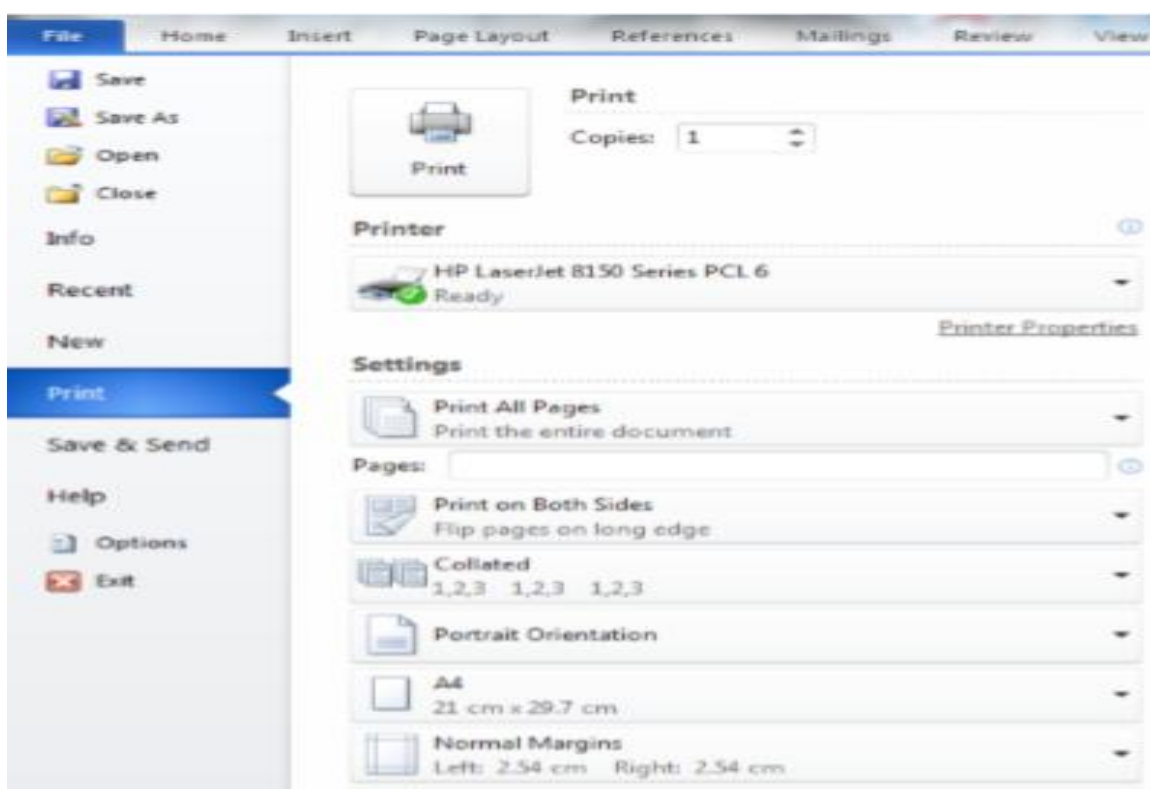 File Home Insert Page Layout References Mailings Review View
Save
Save As
Open
Close
Info
Recent
New
Print
Save & Send
Help
Options
Exit
Print
Print
Copies: 1
Printer
HP LaserJet 8150 Series PCL 6
Ready
Printer Properties
Settings
Print All Pages
Print the entire document
Pages:
Print on Both Sides
Flip pages on long edge
Collated
1,2,3 1,2,3 1,2,3
Portrait Orientation
A4
21 cm x 29.7 cm
Normal Margins
Left: 2.54 cm Right: 2.54 cm